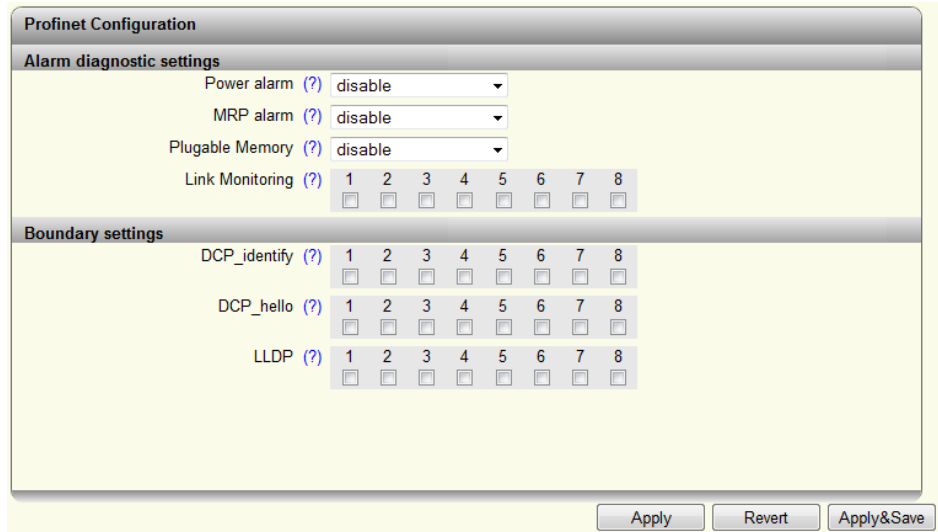 Profinet Configuration
Alarm diagnostic settings
Power alarm (?) disable
MRP alarm (?) disable
Plugable Memory (?) disable
Link Monitoring (?) 1 2 3 4 5 6 7 8
Boundary settings
DCP_identify (?) 1 2 3 4 5 6 7 8
DCP_hello (?) 1 2 3 4 5 6 7 8
LLDP (?) 1 2 3 4 5 6 7 8
Apply Revert Apply&Save